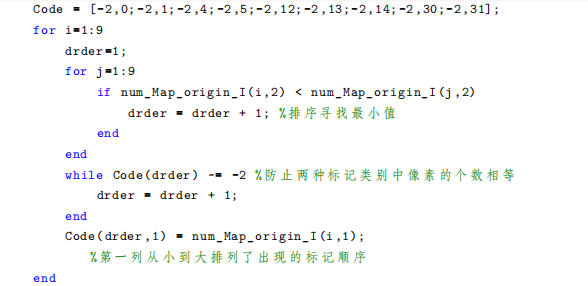 Code = [-2,0;-2,1;-2,4;-2,5;-2,12;-2,13;-2,14;-2,30;-2,31];
for i=1:9
drder=1;
for j=1:9
if num_Map_origin_I(i,2) < num_Map_origin_I(j,2)
drder = drder + 1; %排序寻找最小值
end
end
while Code(drder) ~= -2 %防止两种标记类别中像素的个数相等
drder = drder + 1;
end
Code(drder,1) = num_Map_origin_I(i,1);
%第一列从小到大排列了出现的标记顺序
end